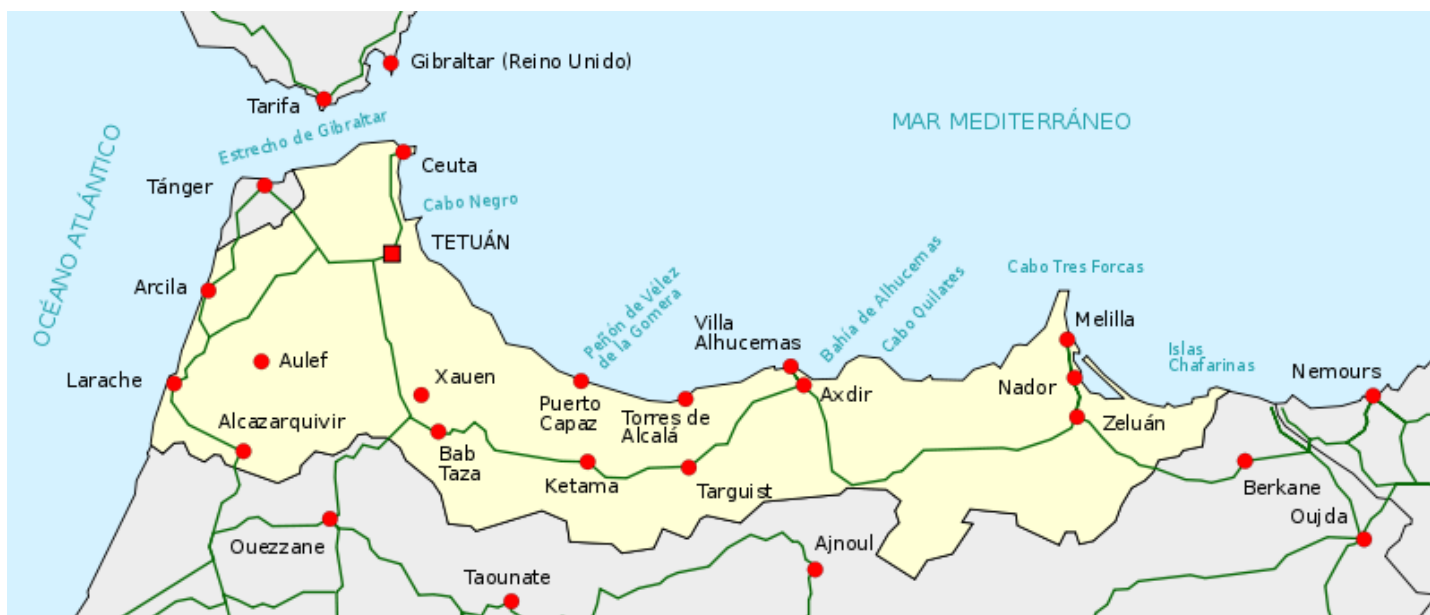 Gibraltar (Reino Unido)
Tarifa
Estrecho de Gibraltar
MAR MEDITERRÁNEO
OCÉANO ATLÁNTICO
Ceuta
Tánger
Cabo Negro
TETUÁN
Arcila
Peñón de Vélez
de la Gomera
Bahía de Alhucemas
Cabo Quilates
Cabo Tres Forcas
Villa
Alhucemas
Melilla
Islas
Chafarinas
Aulef
Larache
Xauen
Nador
Nemours
Axdir
Puerto
Capaz
Torres de
Alcalá
Alcazarquivir
Zeluán
Bab
Taza
Ketama
Targuist
Berkane
Oujda
Ouezzane
Ajnoul
Taounate